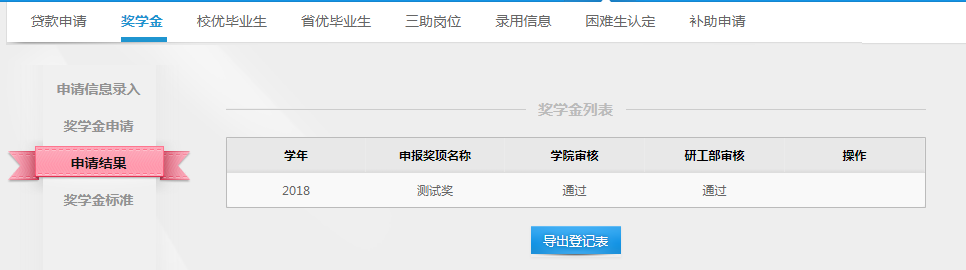 贷款申请 奖学金 校优毕业生 省优毕业生 三助岗位 录用信息 困难生认定 补助申请
申请信息录入
奖学金申请
申请结果
奖学金标准
奖学金列表
学年 申报奖项名称 学院审核 研工部审核 操作
2018 测试奖 通过 通过
导出登记表